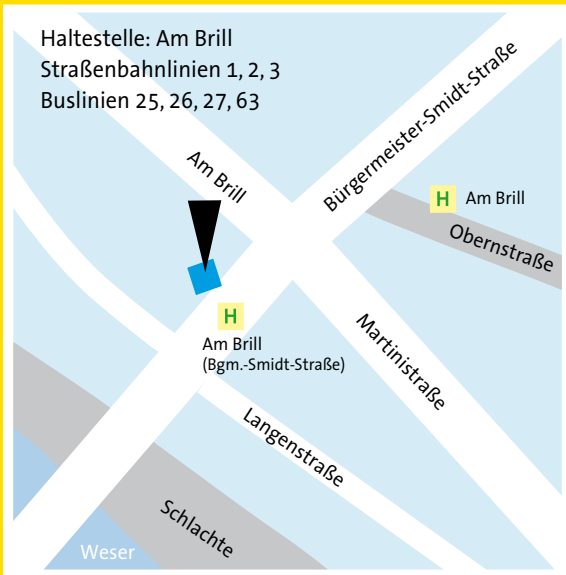 Haltestelle: Am Brill
Straßenbahnlinien 1, 2, 3
Buslinien 25, 26, 27, 63
Bürgermeister-Smidt-Straße
Am Brill
H Am Brill
Obernstraße
H
Am Brill
(Bgm.-Smidt-Straße)
Martinistraße
Langenstraße
Schlachte
Weser